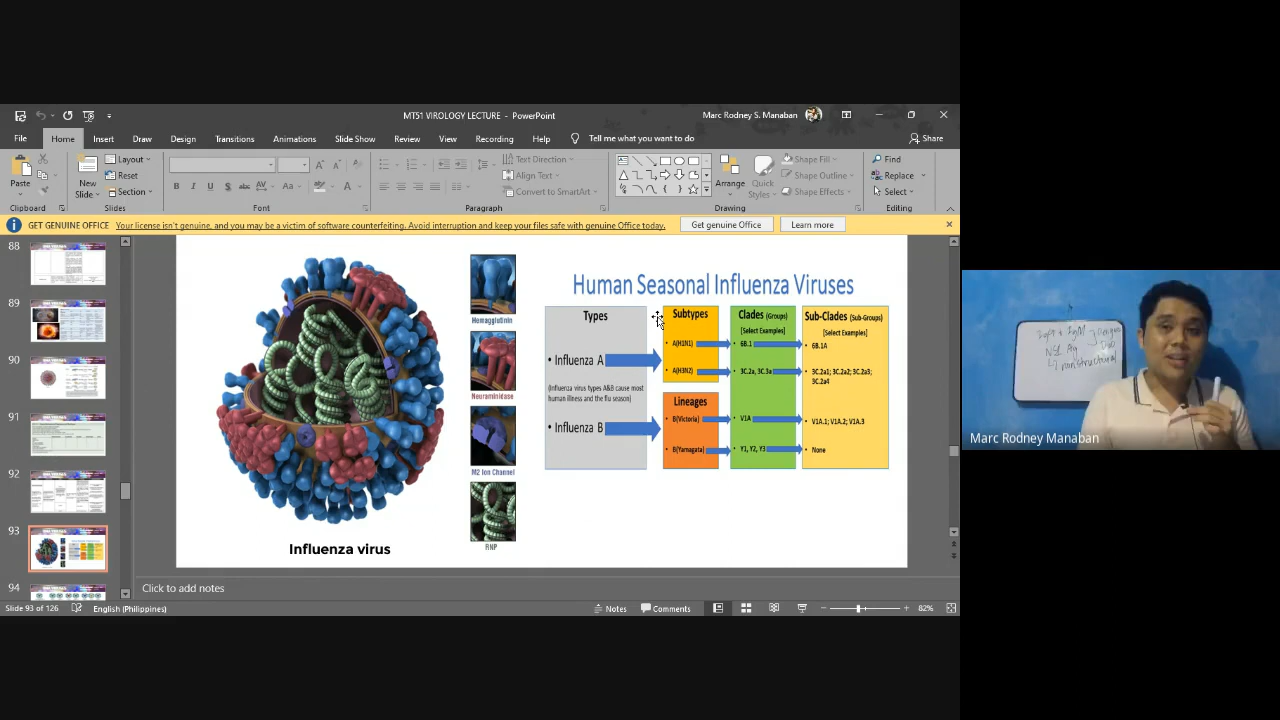 MT51 VIROLOGY LECTURE - PowerPoint
Marc Rodney S. Manaban
File Home Insert Draw Design Transitions Animations Slide Show Review View Recording Help Tell me what you want to do Share
Paste
Clipboard
New Slide
Layout
Reset
Section
Slides
Font
Text Direction
Align Text
Convert to SmartArt
Paragraph
Arrange
Quick Styles
Shape Fill
Shape Outline
Shape Effects
Drawing
Find
Replace
Select
Editing
GET GENUINE OFFICE Your license isn't genuine, and you may be a victim of software counterfeiting. Avoid interruption and keep your files safe with genuine Office today. Get genuine Office Learn more
88
89
90
91
92
93
94
Influenza virus
Hemagglutinin
Neuraminidase
M2 Ion Channel
RNP
Human Seasonal Influenza Viruses
Types
• Influenza A
(Influenza virus types A&B cause most
human illness and the flu season)
• Influenza B
Subtypes
• A(H1N1)
• A(H3N2)
Lineages
• B(Victoria)
• B(Yamagata)
Clades (Groups)
[Select Examples]
• 6B.1
• 3C.2a, 3C.3a
• V1A
• Y1, Y2, Y3
Sub-Clades (Sub-Groups)
[Select Examples]
• 6B.1A
• 3C.2a1; 3C.2a2; 3C.2a3;
3C.2a4
• V1A.1; V1A.2; V1A.3
• None
Click to add notes
Slide 93 of 126 English (Philippines) Notes Comments 82%
NS1 Ag
nonstructural
Marc Rodney Manaban